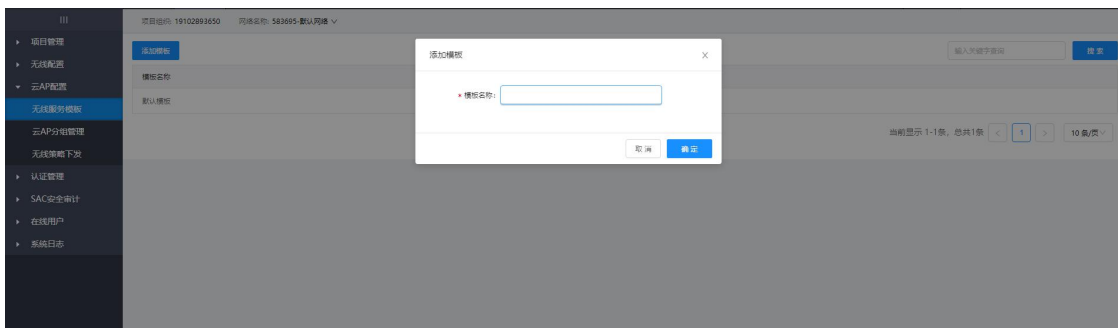 项目组织: 19102893650 网络名称: 583695-默认网络
项目管理
无线配置
云AP配置
无线服务模板
云AP分组管理
无线策略下发
认证管理
SAC安全审计
在线用户
系统日志
添加模板
输入关键字查询
搜 索
模板名称
默认模板
当前显示 1-1条, 总共1条 < 1 > 10 条/页
添加模板
* 模板名称:
取 消 确 定